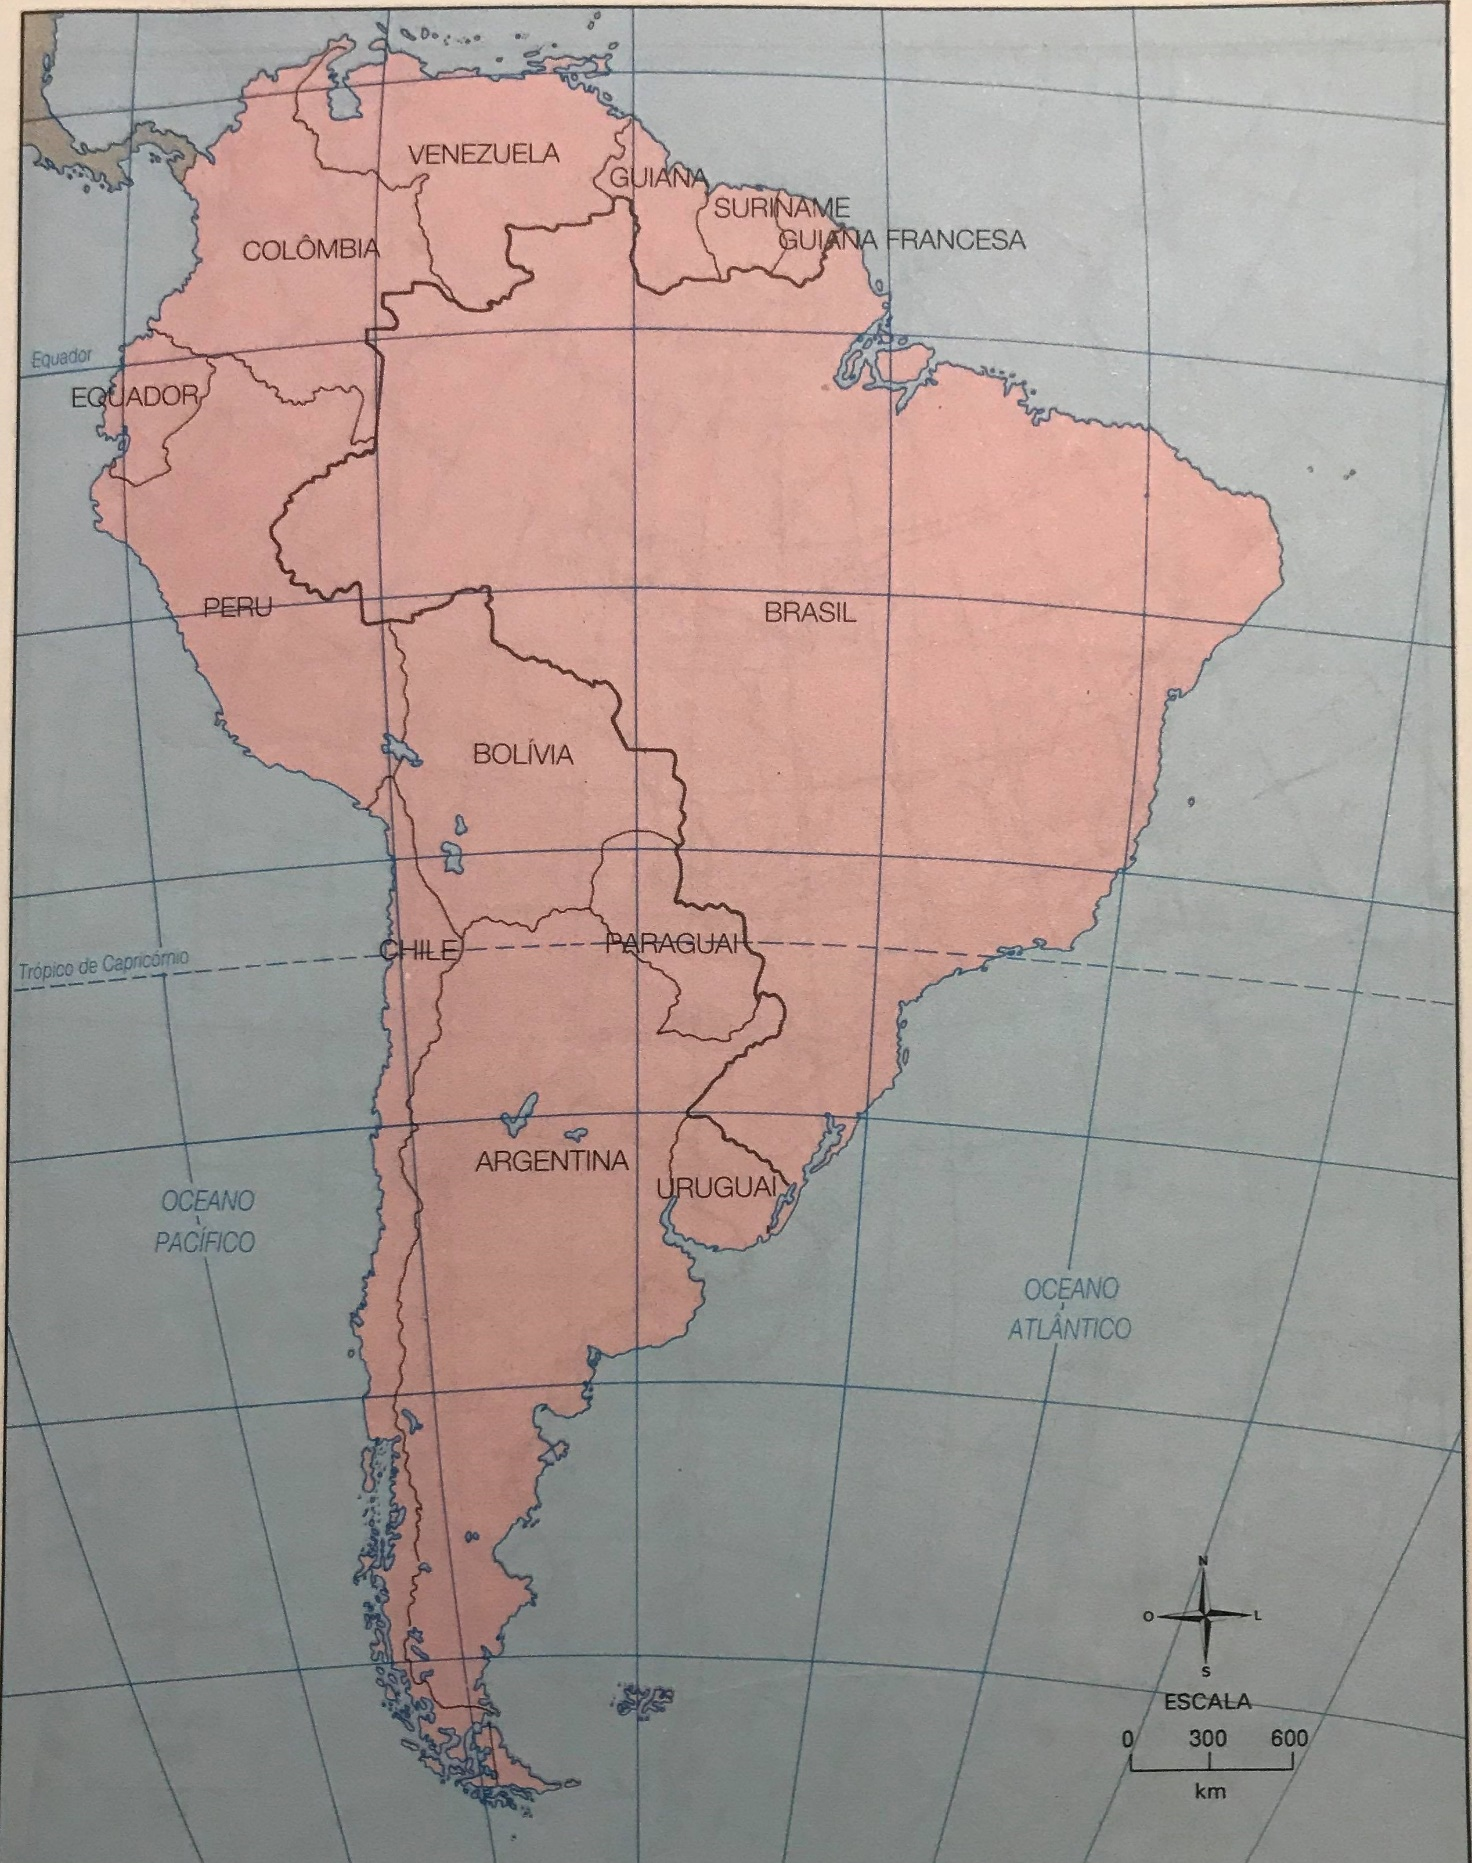 VENEZUELA
GUIANA
SURINAME
GUIANA FRANCESA
COLÔMBIA
Equador
EQUADOR
PERU
BRASIL
BOLÍVIA
PARAGUAI
CHILE
Trópico de Capricórnio
ARGENTINA
URUGUAI
OCEANO
PACÍFICO
OCEANO
ATLÂNTICO
N
O L
S
ESCALA
0 300 600
km